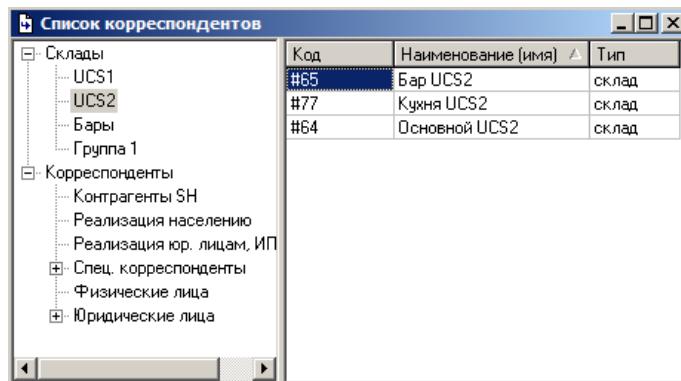 Список корреспондентов
Склады
UCS1
UCS2
Бары
Группа 1
Корреспонденты
Контрагенты SH
Реализация населению
Реализация юр. лицам, ИП
Спец. корреспонденты
Физические лица
Юридические лица
Код Наименование (имя) Тип
#65 Бар UCS2 склад
#77 Кухня UCS2 склад
#64 Основной UCS2 склад